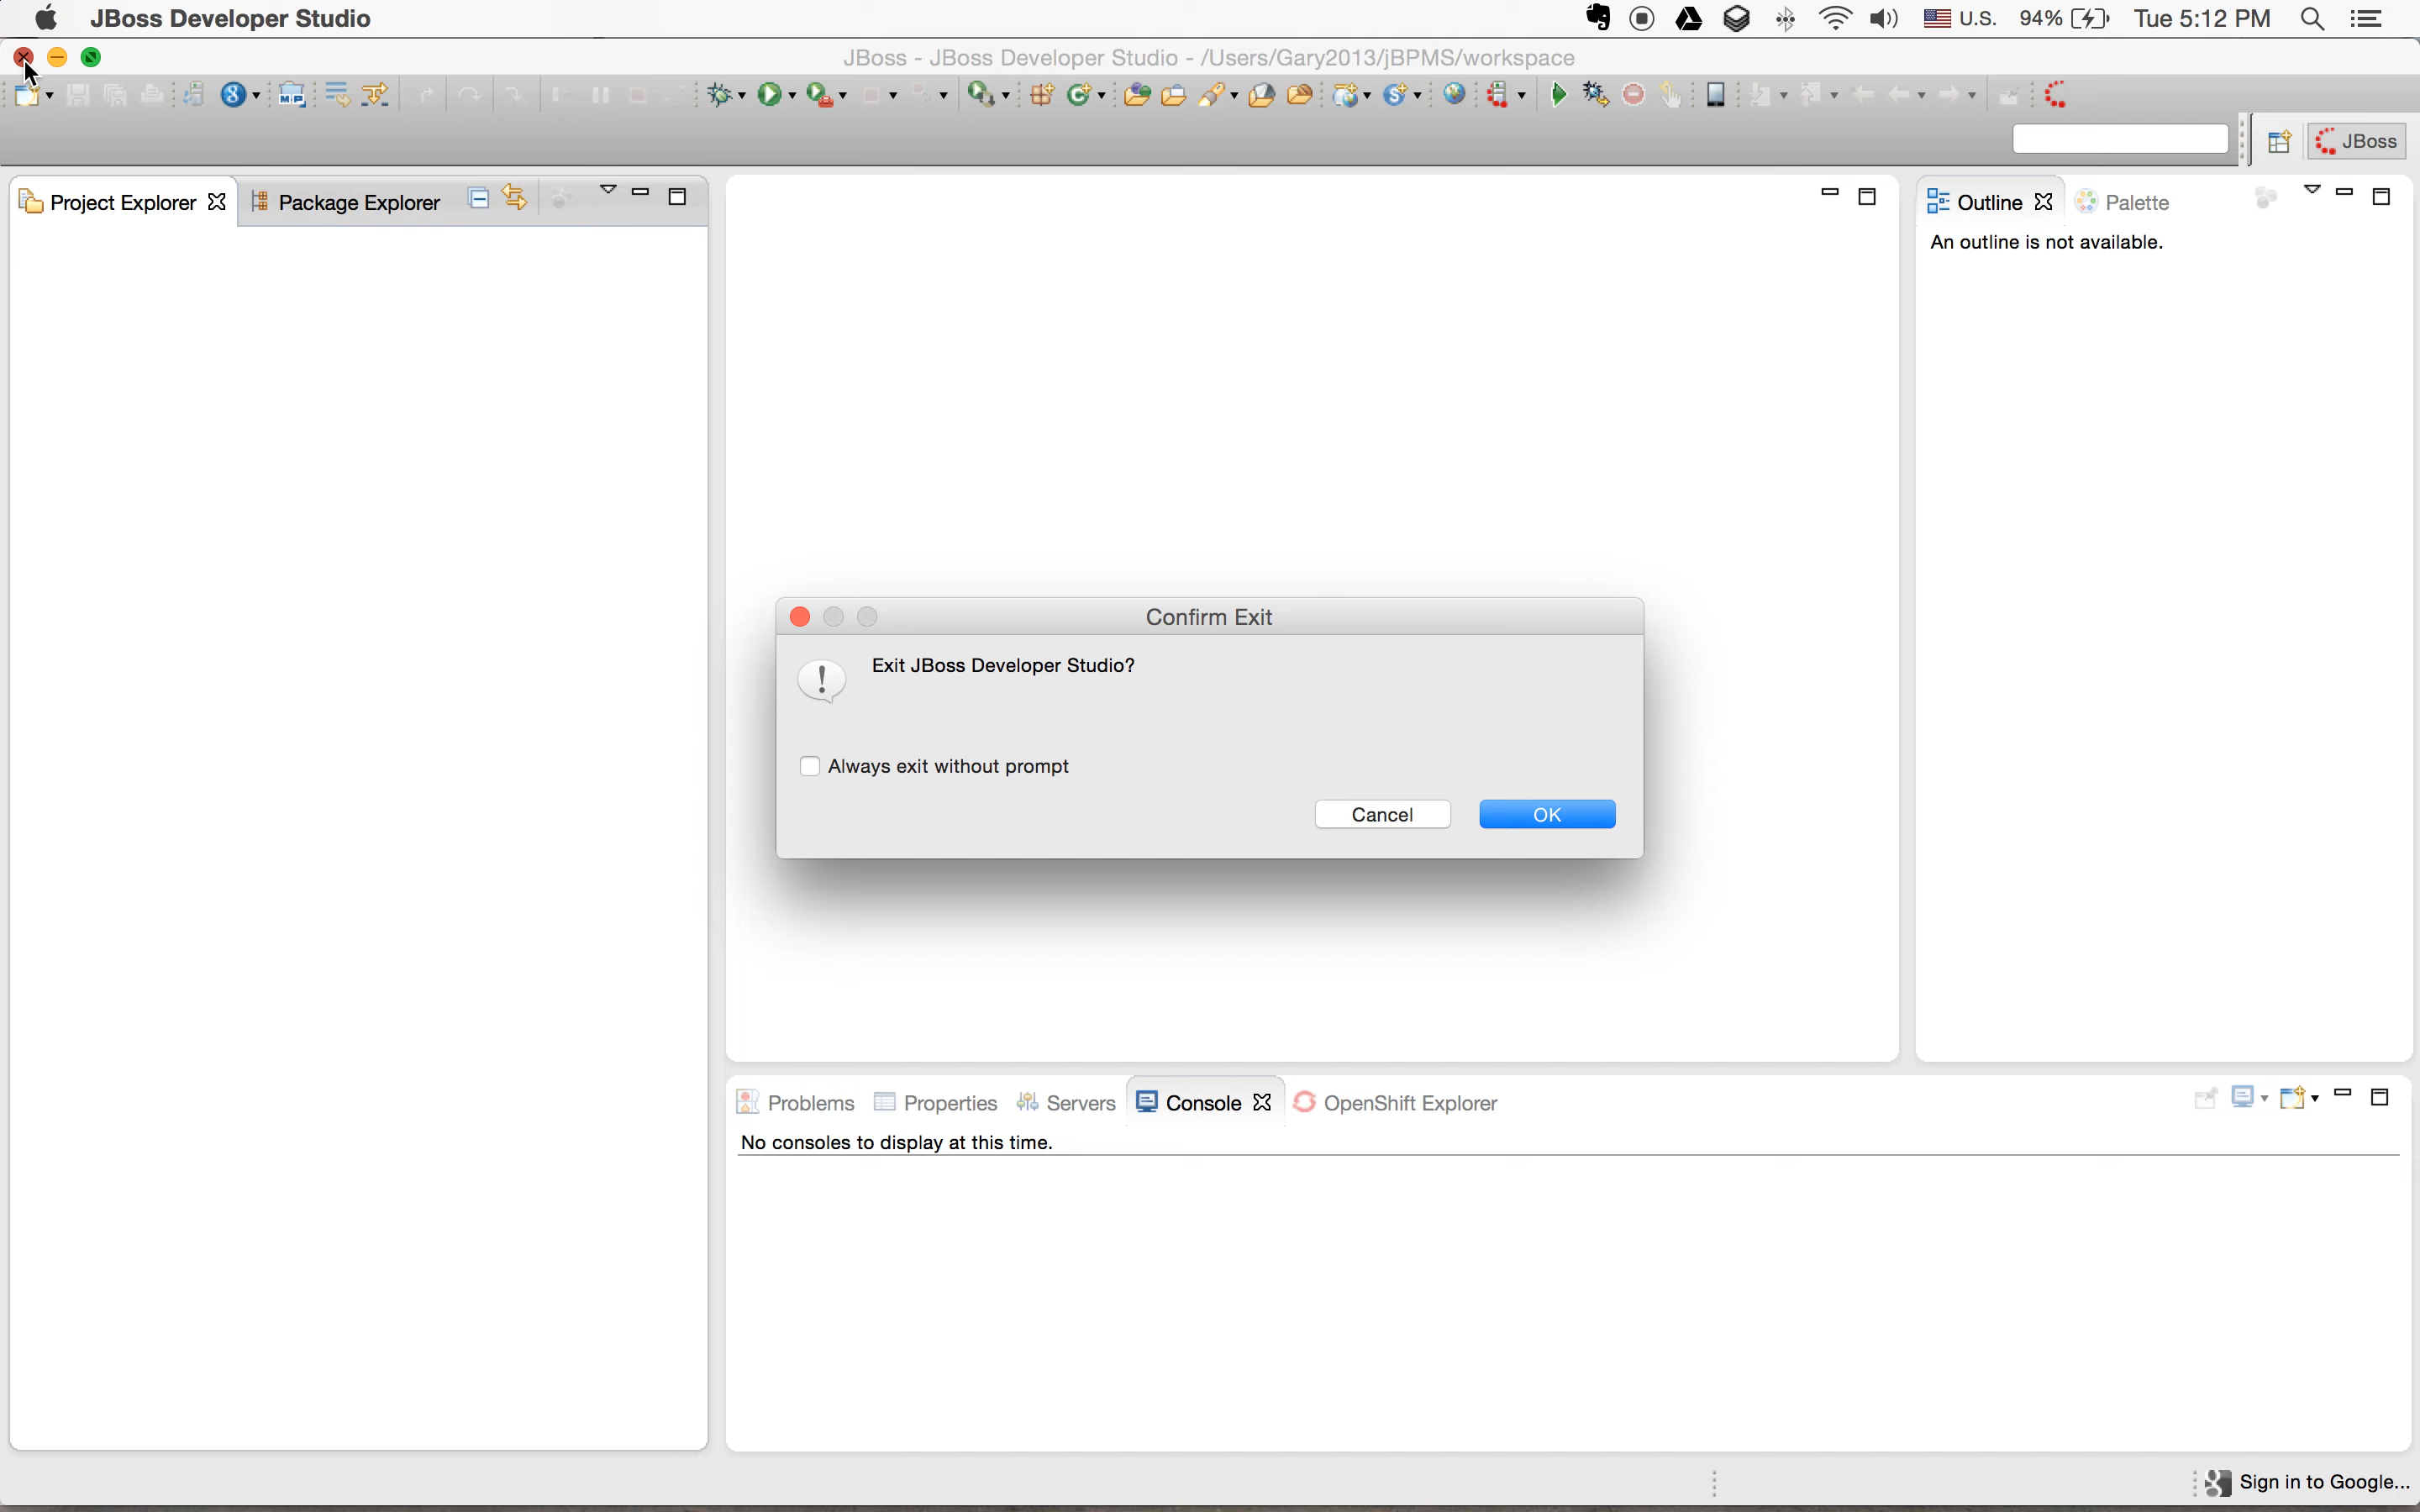 JBoss Developer Studio
U.S. 94% Tue 5:12 PM
JBoss - JBoss Developer Studio - /Users/Gary2013/jBPMS/workspace
JBoss
Project Explorer
Package Explorer
Outline
Palette
An outline is not available.
Confirm Exit
Exit JBoss Developer Studio?
Always exit without prompt
Cancel
OK
Problems
Properties
Servers
Console
OpenShift Explorer
No consoles to display at this time.
Sign in to Google...